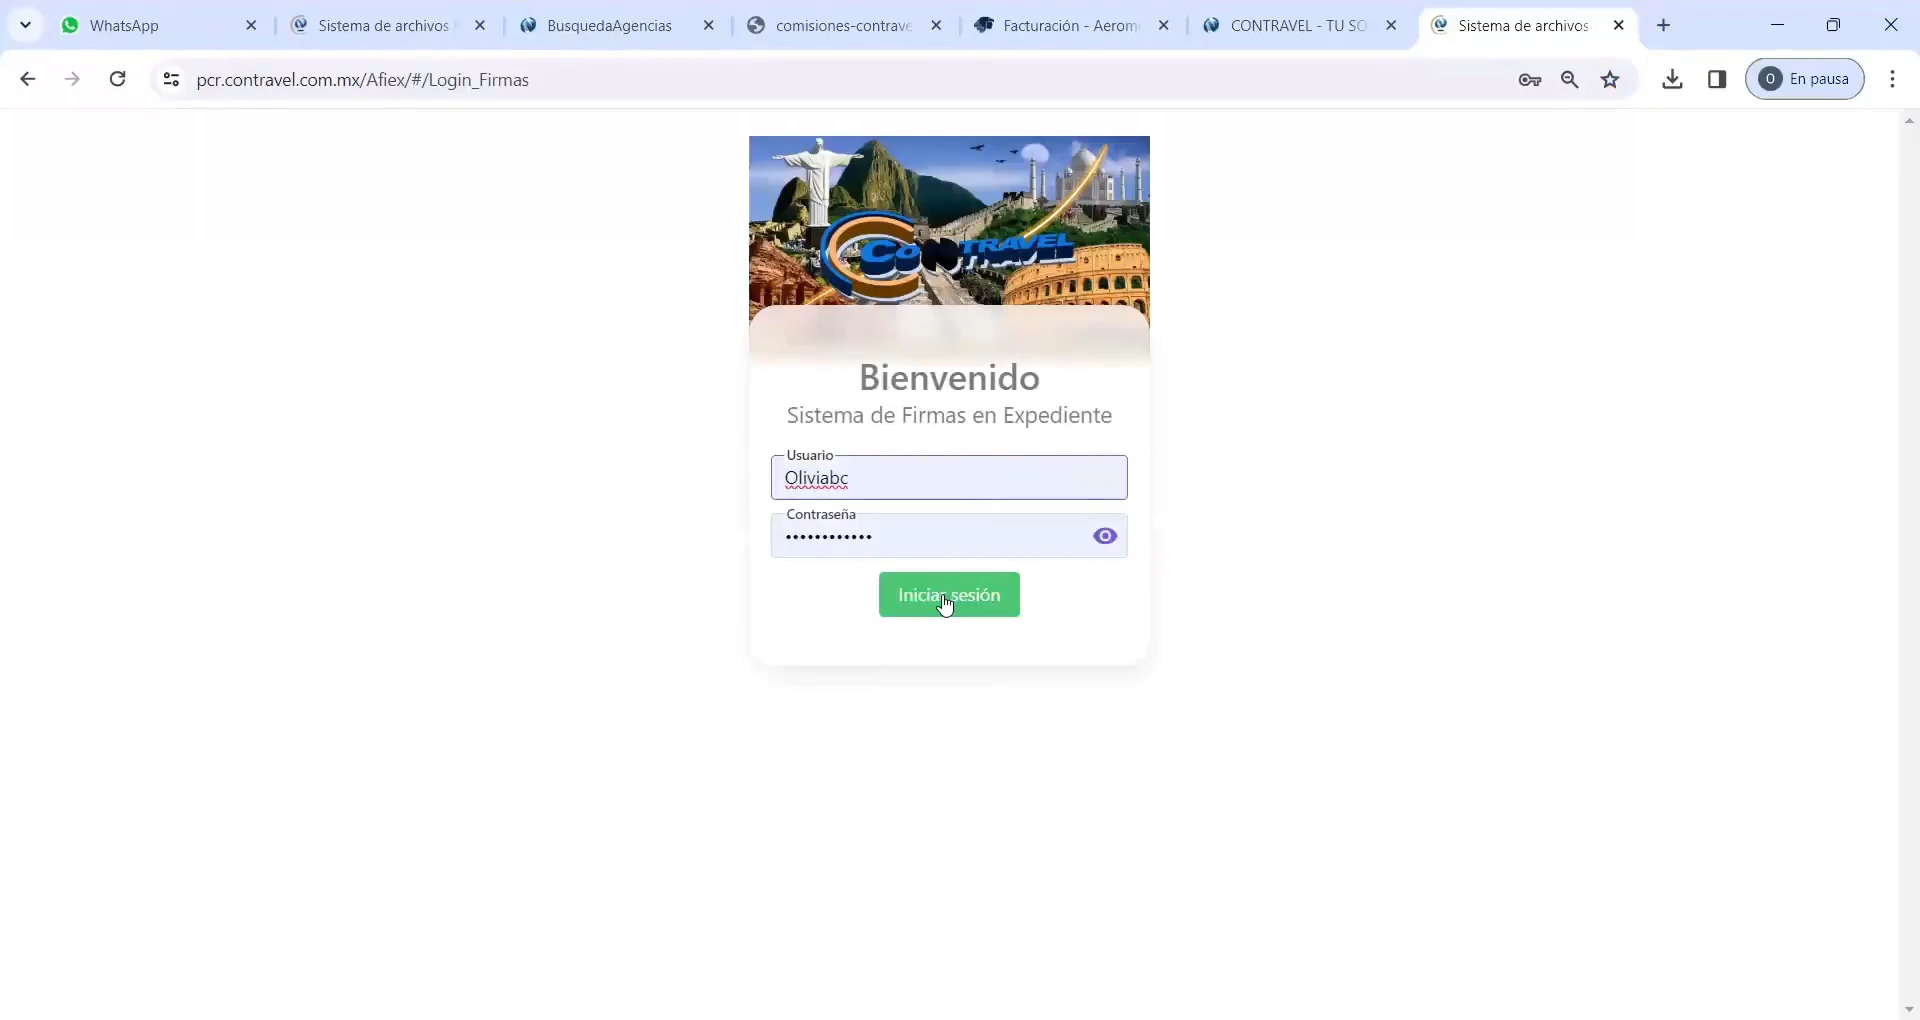 WhatsApp
Sistema de archivos
BusquedaAgencias
comisiones-contrave
Facturación - Aerom
CONTRAVEL - TU SO
Sistema de archivos
pcr.contravel.com.mx/Afiex/#/Login_Firmas
O En pausa
CONTRAVEL
Bienvenido
Sistema de Firmas en Expediente
Usuario
Oliviabc
Contraseña
••••••••••••
Iniciar sesión